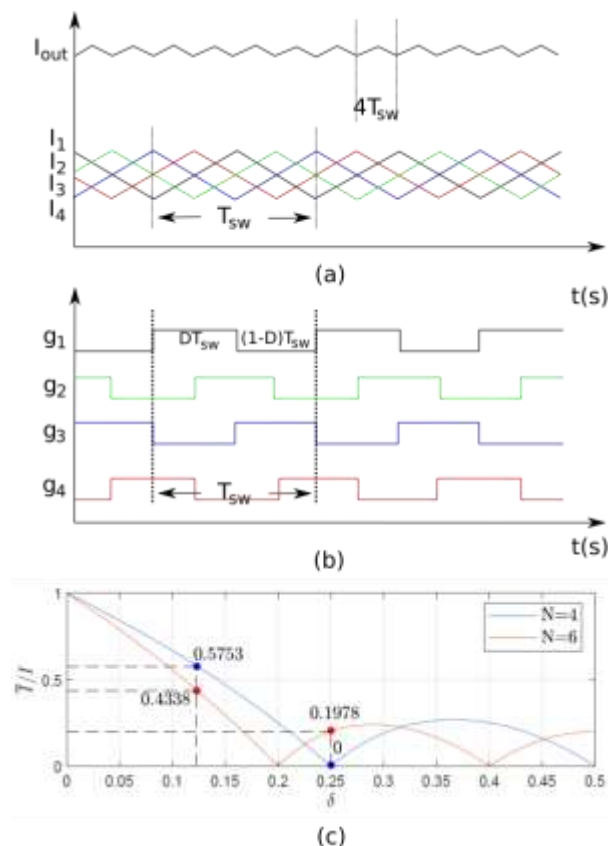 I_out
4T_sw
I_1
I_2
I_3
I_4
T_sw
t(s)
(a)
g_1 DT_sw (1-D)T_sw
g_2
g_3
g_4
T_sw
t(s)
(b)
1
N=4
N=6
0.5753
0.5
0.4338
0.1978
0
Ī/I
0
0 0.05 0.1 0.15 0.2 0.25 0.3 0.35 0.4 0.45 0.5
δ
(c)